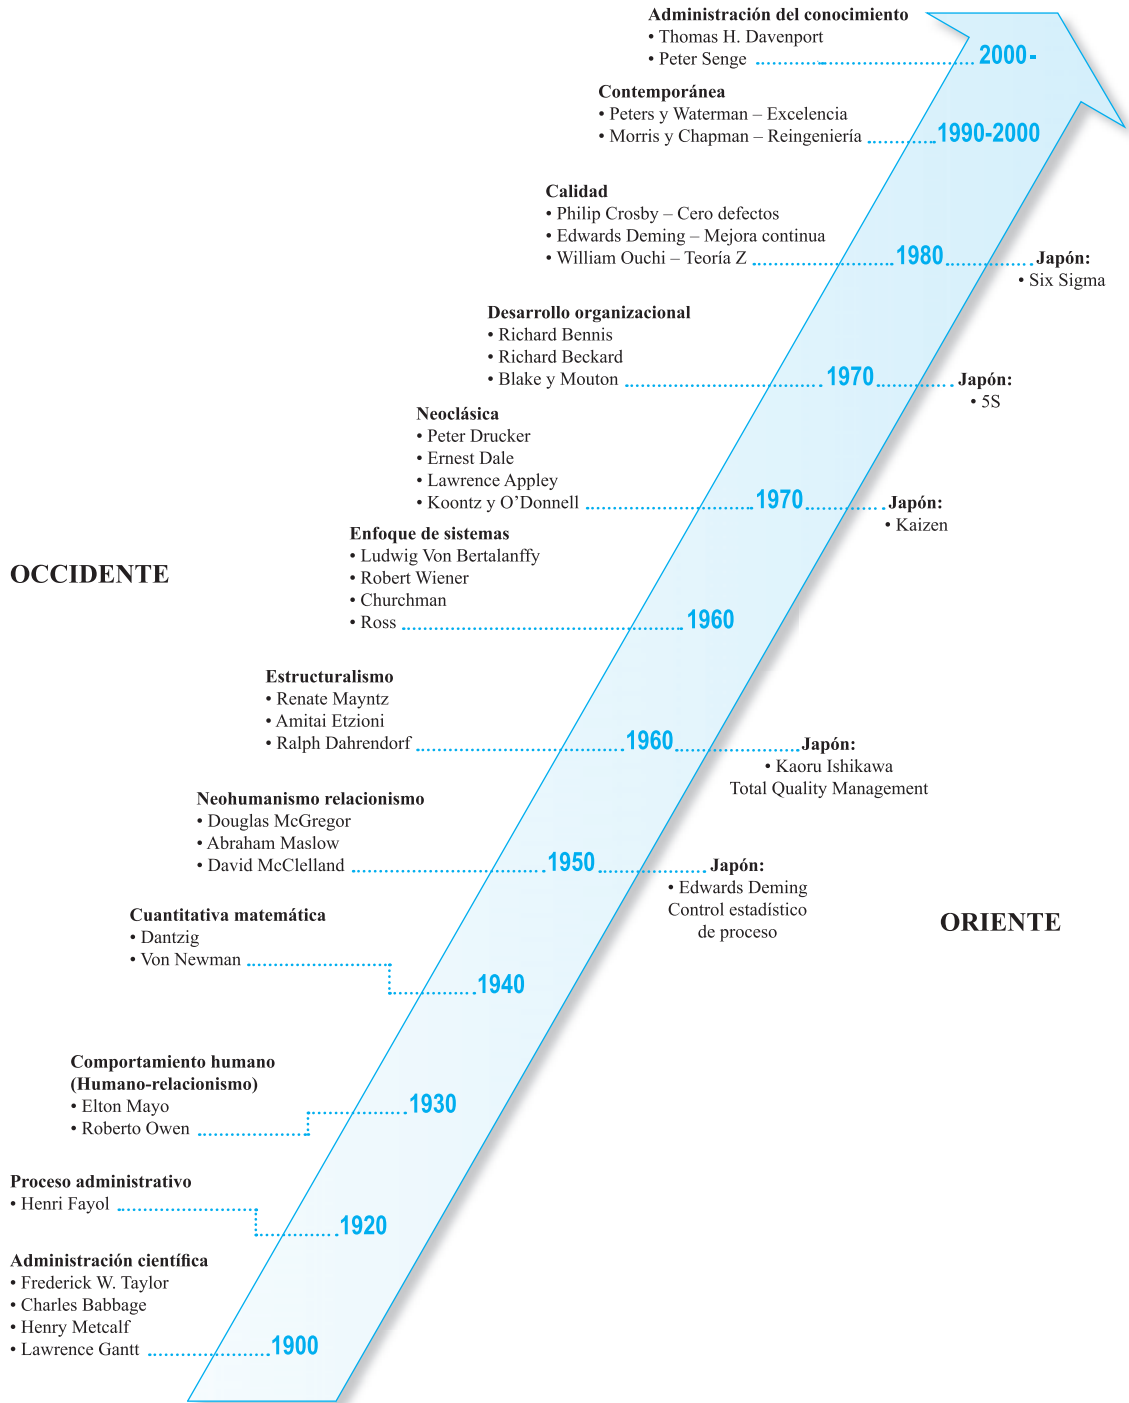 Administración del conocimiento
• Thomas H. Davenport
• Peter Senge
2000-
Contemporánea
• Peters y Waterman – Excelencia
• Morris y Chapman – Reingeniería
1990-2000
Calidad
• Philip Crosby – Cero defectos
• Edwards Deming – Mejora continua
• William Ouchi – Teoría Z
1980
Japón:
• Six Sigma
Desarrollo organizacional
• Richard Bennis
• Richard Beckard
• Blake y Mouton
1970
Japón:
• 5S
Neoclásica
• Peter Drucker
• Ernest Dale
• Lawrence Appley
• Koontz y O’Donnell
1970
Japón:
• Kaizen
Enfoque de sistemas
• Ludwig Von Bertalanffy
• Robert Wiener
• Churchman
• Ross
1960
OCCIDENTE
Estructuralismo
• Renate Mayntz
• Amitai Etzioni
• Ralph Dahrendorf
1960
Japón:
• Kaoru Ishikawa
Total Quality Management
Neohumanismo relacionismo
• Douglas McGregor
• Abraham Maslow
• David McClelland
1950
Japón:
• Edwards Deming
Control estadístico
de proceso
ORIENTE
Cuantitativa matemática
• Dantzig
• Von Newman
1940
Comportamiento humano
(Humano-relacionismo)
• Elton Mayo
• Roberto Owen
1930
Proceso administrativo
• Henri Fayol
1920
Administración científica
• Frederick W. Taylor
• Charles Babbage
• Henry Metcalf
• Lawrence Gantt
1900